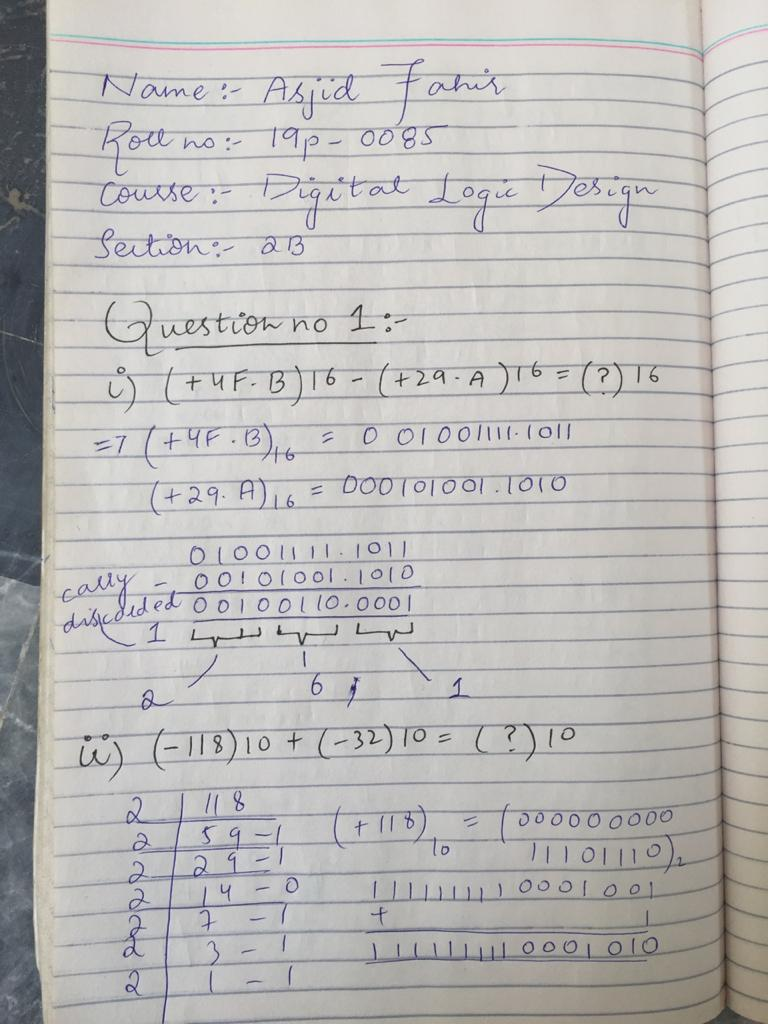 Name:- Asjid Tahir
Roll no:- 19p-0085
Course:- Digital Logic Design
Section:- 2B
Question no 1:-
i) (+4F.B)16 - (+29.A)16 = (?)16
=7 (+4F.B)16 = 0 01001111.1011
(+29.A)16 = 000101001.1010
01001111.1011
carry - 00101001.1010
discarded 00100110.0001
1
2 6 1
ii) (-118)10 + (-32)10 = (?)10
2 | 118
2 | 59-1 (+118)10 = (000000000
2 | 29-1 11101110)2
2 | 14-0 1111111110001001
2 | 7-1 + 1
2 | 3-1 1111111110001010
2 | 1-1